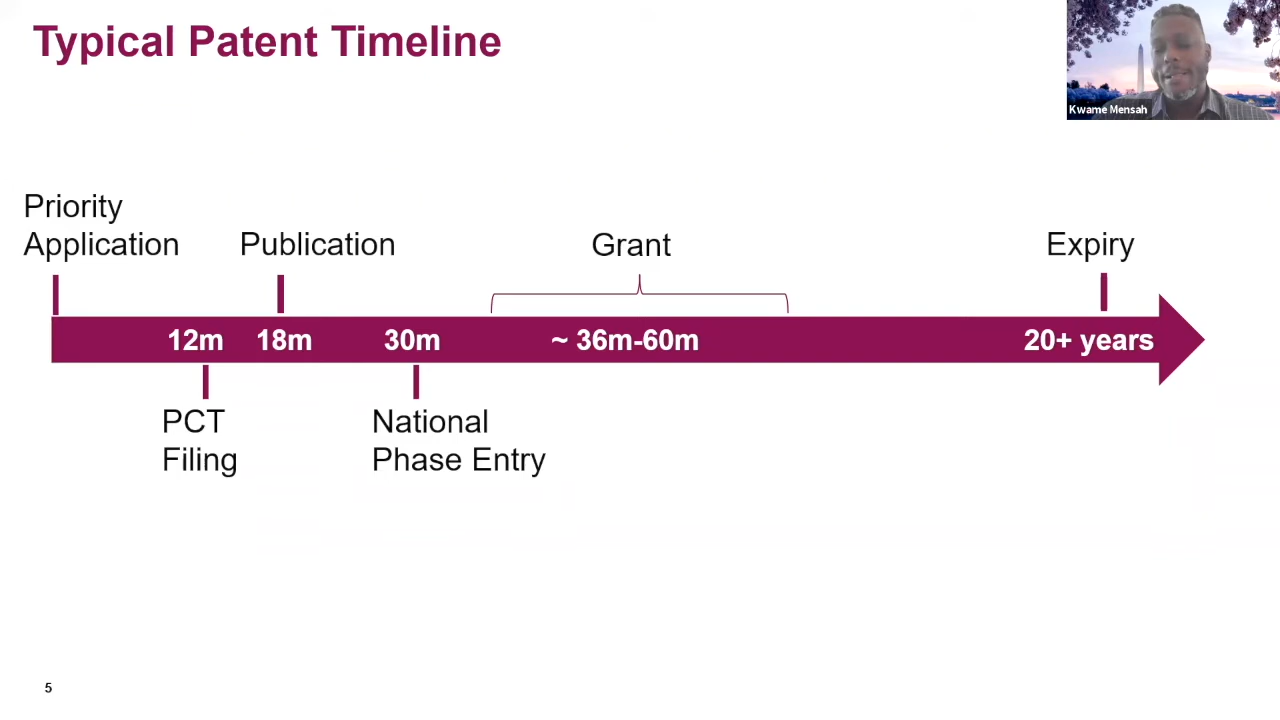 Typical Patent Timeline
Kwame Mensah
Priority
Application
Publication
Grant
Expiry
12m
18m
30m
~ 36m-60m
20+ years
PCT
Filing
National
Phase Entry
5